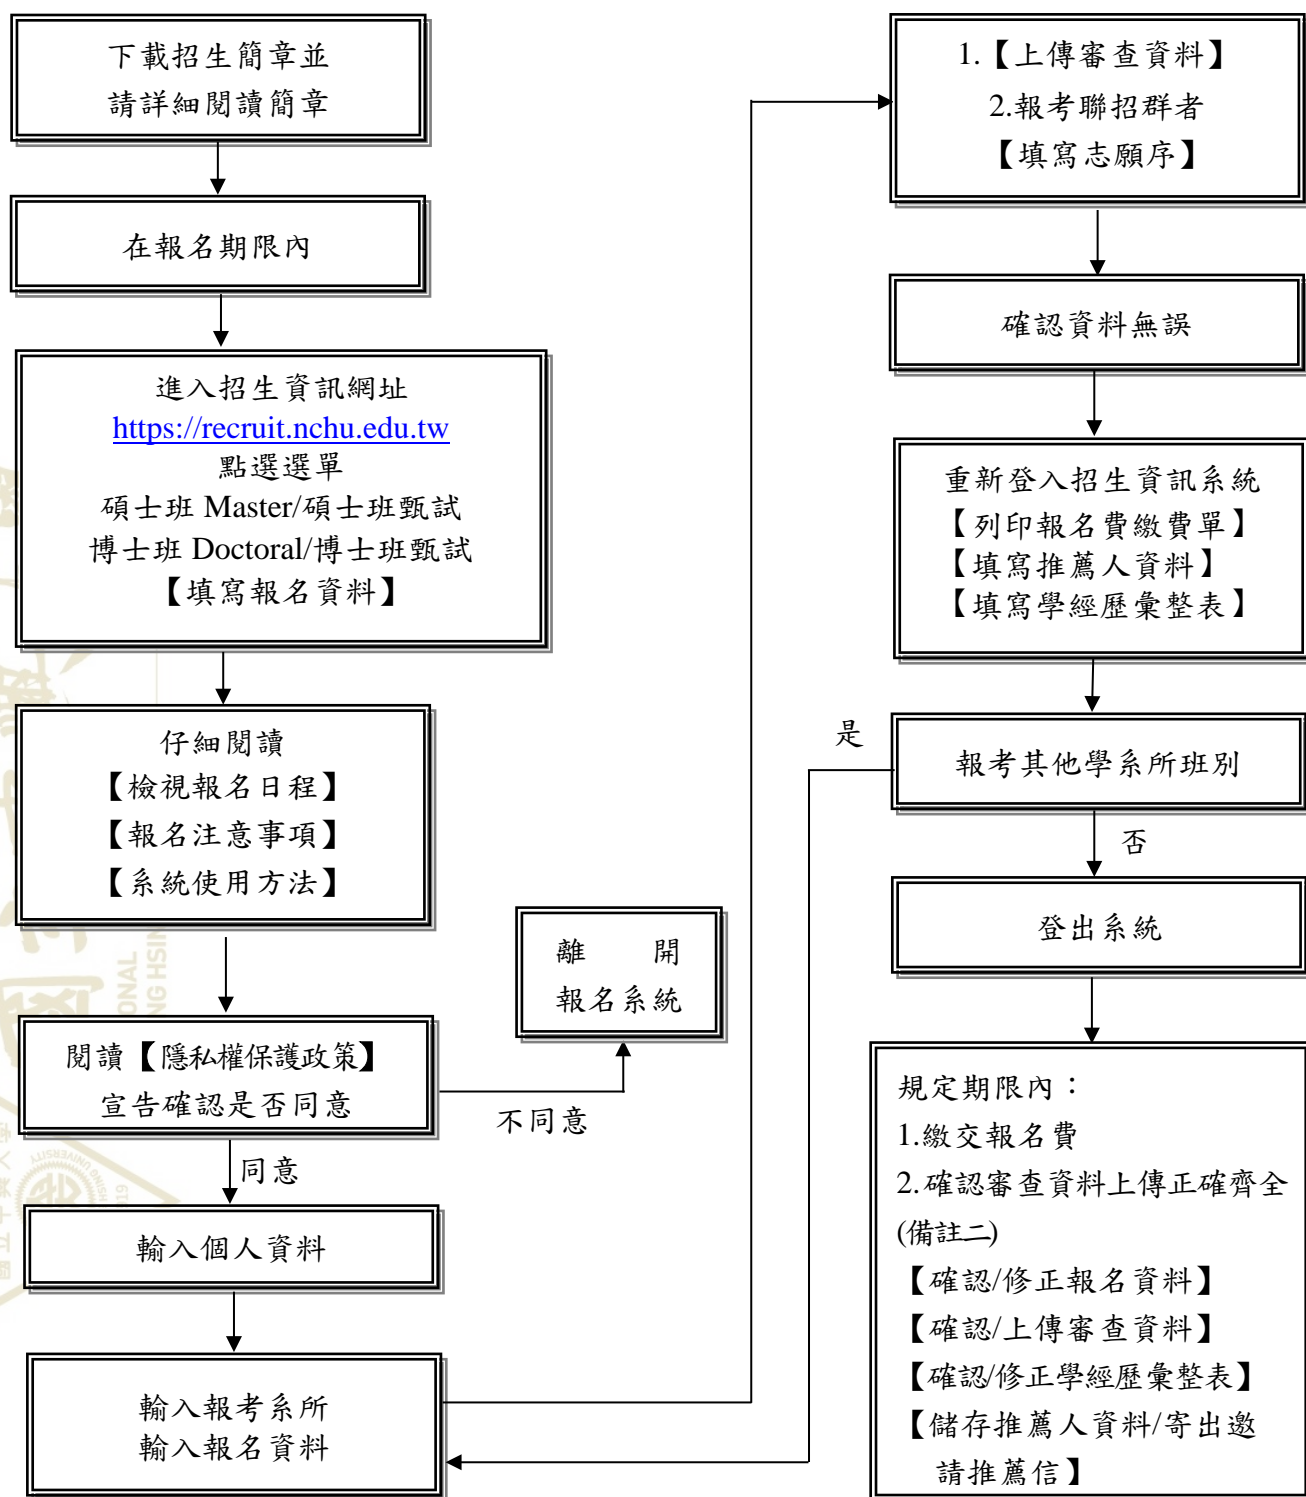 下載招生簡章並
請詳細閱讀簡章
在報名期限內
進入招生資訊網址
https://recruit.nchu.edu.tw
點選選單
碩士班 Master/碩士班甄試
博士班 Doctoral/博士班甄試
【填寫報名資料】
仔細閱讀
【檢視報名日程】
【報名注意事項】
【系統使用方法】
離　開
報名系統
閱讀【隱私權保護政策】
宣告確認是否同意
不同意
同意
輸入個人資料
輸入報考系所
輸入報名資料
1.【上傳審查資料】
2.報考聯招群者
【填寫志願序】
確認資料無誤
重新登入招生資訊系統
【列印報名費繳費單】
【填寫推薦人資料】
【填寫學經歷彙整表】
是
報考其他學系所班別
否
登出系統
規定期限內：
1.繳交報名費
2.確認審查資料上傳正確齊全
(備註二)
【確認/修正報名資料】
【確認/上傳審查資料】
【確認/修正學經歷彙整表】
【儲存推薦人資料/寄出邀
請推薦信】